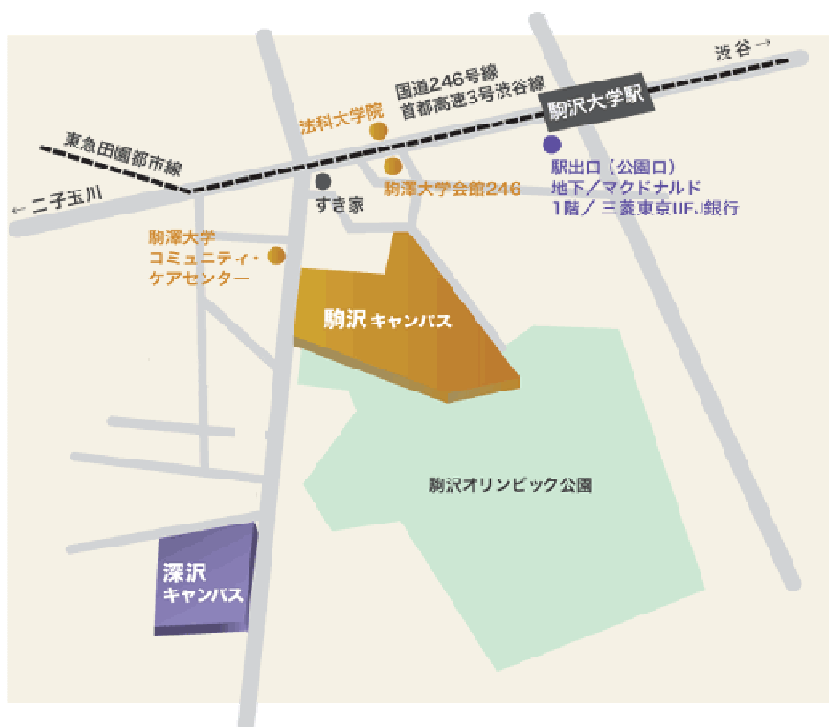 渋谷→
国道246号線
首都高速3号渋谷線
駒沢大学駅
法科大学院
東急田園都市線
駅出口(公園口)
地下/マクドナルド
1階/三菱東京UFJ銀行
駒澤大学会館246
←二子玉川
すき家
駒澤大学
コミュニティ・
ケアセンター
駒沢キャンパス
駒沢オリンピック公園
深沢
キャンパス